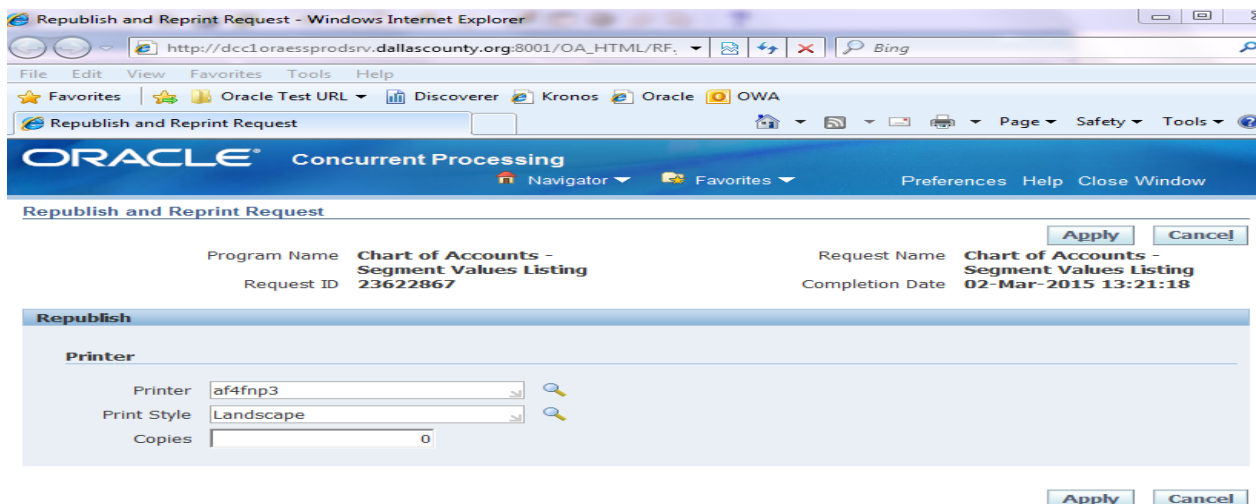 Republish and Reprint Request - Windows Internet Explorer
http://dcc1oraessprodsrv.dallascounty.org:8001/OA_HTML/RF. Bing
File Edit View Favorites Tools Help
Favorites Oracle Test URL Discoverer Kronos Oracle OWA
Republish and Reprint Request Page Safety Tools
ORACLE® Concurrent Processing
Navigator Favorites Preferences Help Close Window
Republish and Reprint Request
Apply Cancel
Program Name Chart of Accounts - Request Name Chart of Accounts -
Segment Values Listing Segment Values Listing
Request ID 23622867 Completion Date 02-Mar-2015 13:21:18
Republish
Printer
Printer af4fnp3
Print Style Landscape
Copies 0
Apply Cancel